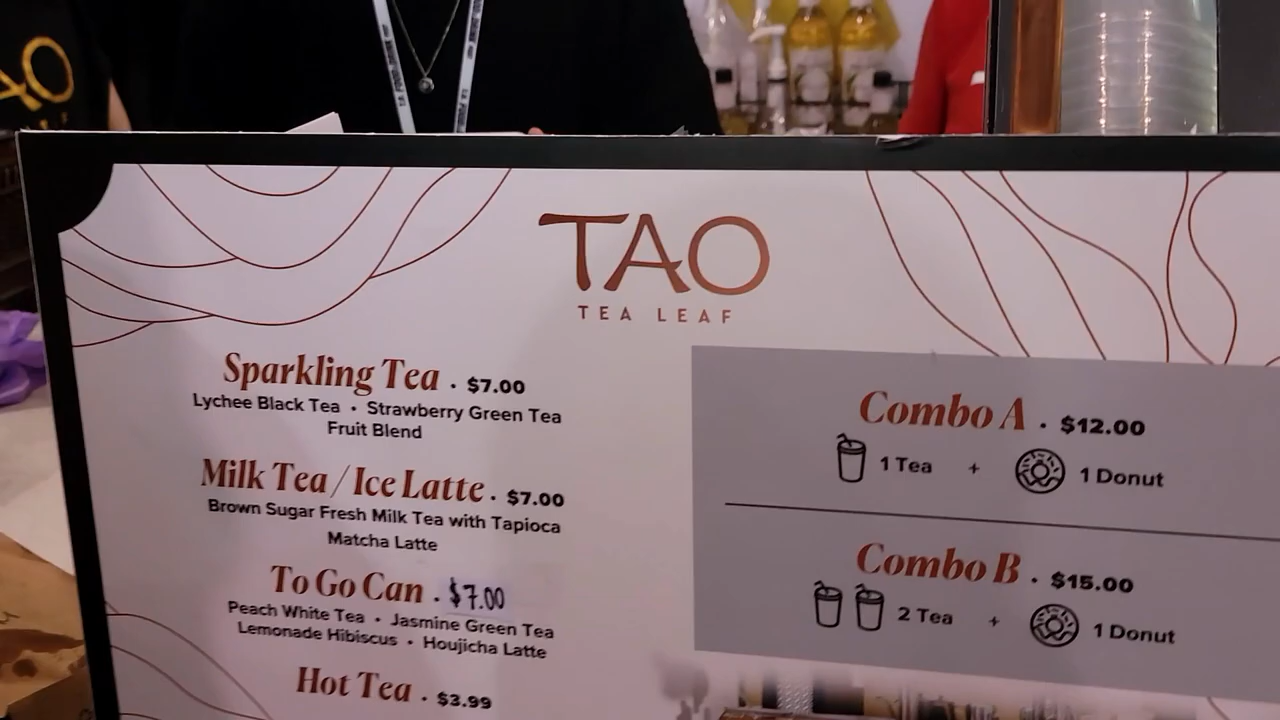 TAO
TEA LEAF
Sparkling Tea . $7.00
Lychee Black Tea • Strawberry Green Tea
Fruit Blend
Milk Tea / Ice Latte . $7.00
Brown Sugar Fresh Milk Tea with Tapioca
Matcha Latte
To Go Can . $7.00
Peach White Tea • Jasmine Green Tea
Lemonade Hibiscus • Houjicha Latte
Hot Tea . $3.99
Combo A . $12.00
1 Tea + 1 Donut
Combo B . $15.00
2 Tea + 1 Donut